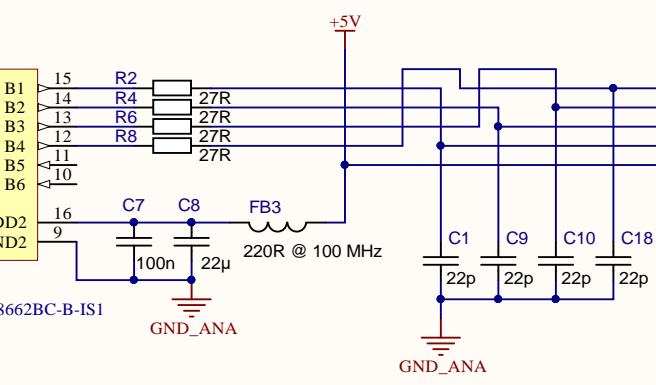 +5V
B1 15 R2
B2 14 R4 27R
B3 13 R6 27R
B4 12 R8 27R
B5 11 27R
B6 10
DD2 16 C7 C8 FB3
ND2 9 100n 22µ 220R @ 100 MHz
C1 C9 C10 C18
22p 22p 22p 22p
8662BC-B-IS1
GND_ANA
GND_ANA